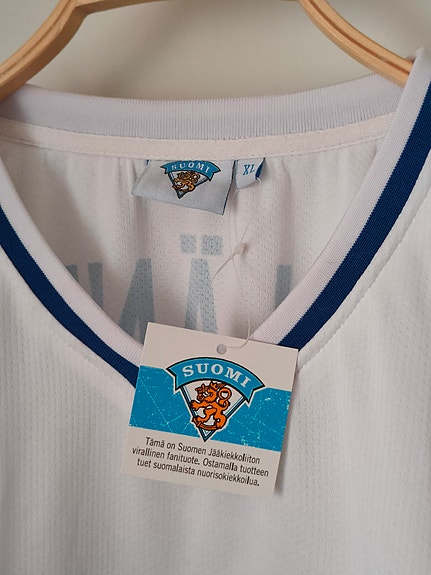 SUOMI
XL
SUOMI
Tämä on Suomen Jääkiekkoliiton
virallinen fanituote. Ostamalla tuotteen
tuet suomalaista nuorisokiekkoilua.